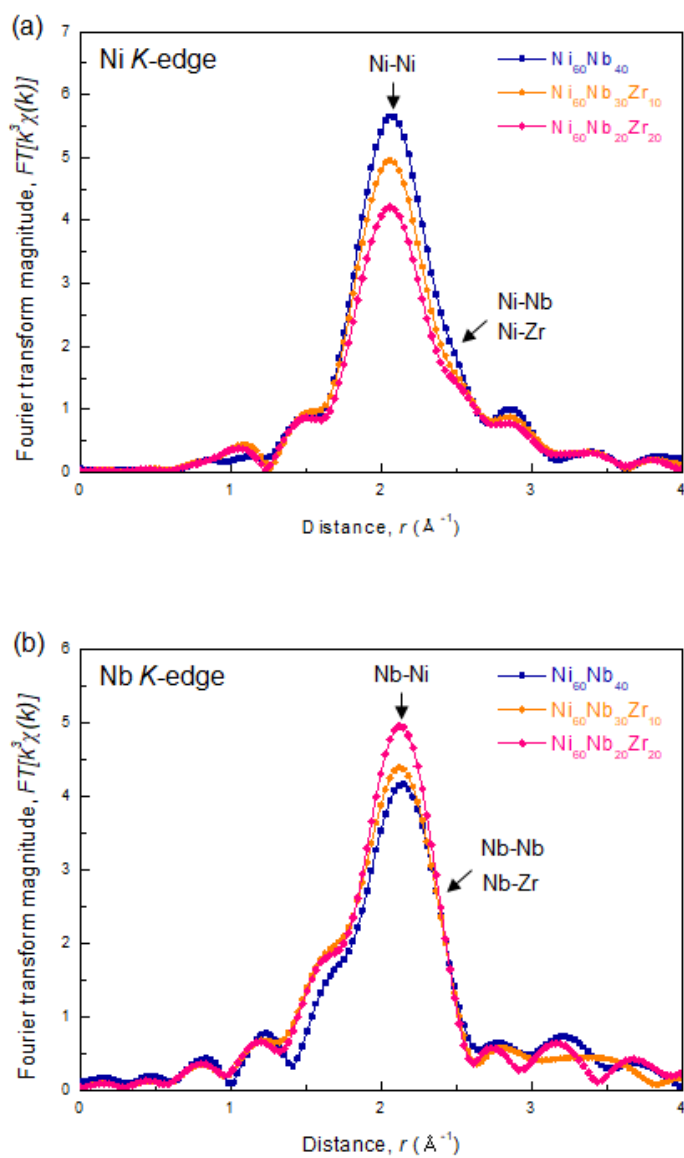 (a)
Ni K-edge
Ni-Ni
Ni₆₀Nb₄₀
Ni₆₀Nb₃₀Zr₁₀
Ni₆₀Nb₂₀Zr₂₀
Ni-Nb
Ni-Zr
Fourier transform magnitude, FT[k³χ(k)]
7
6
5
4
3
2
1
0
0 1 2 3 4
Distance, r (Å⁻¹)
(b)
Nb K-edge
Nb-Ni
Ni₆₀Nb₄₀
Ni₆₀Nb₃₀Zr₁₀
Ni₆₀Nb₂₀Zr₂₀
Nb-Nb
Nb-Zr
Fourier transform magnitude, FT[k³χ(k)]
6
5
4
3
2
1
0
0 1 2 3 4
Distance, r (Å⁻¹)